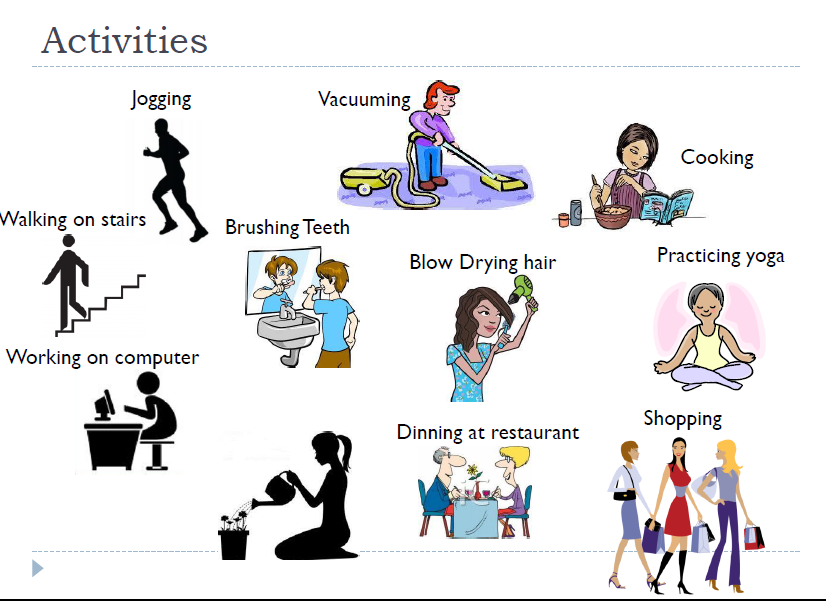 Activities
Jogging
Vacuuming
Cooking
Walking on stairs
Brushing Teeth
Blow Drying hair
Practicing yoga
Working on computer
Dinning at restaurant
Shopping